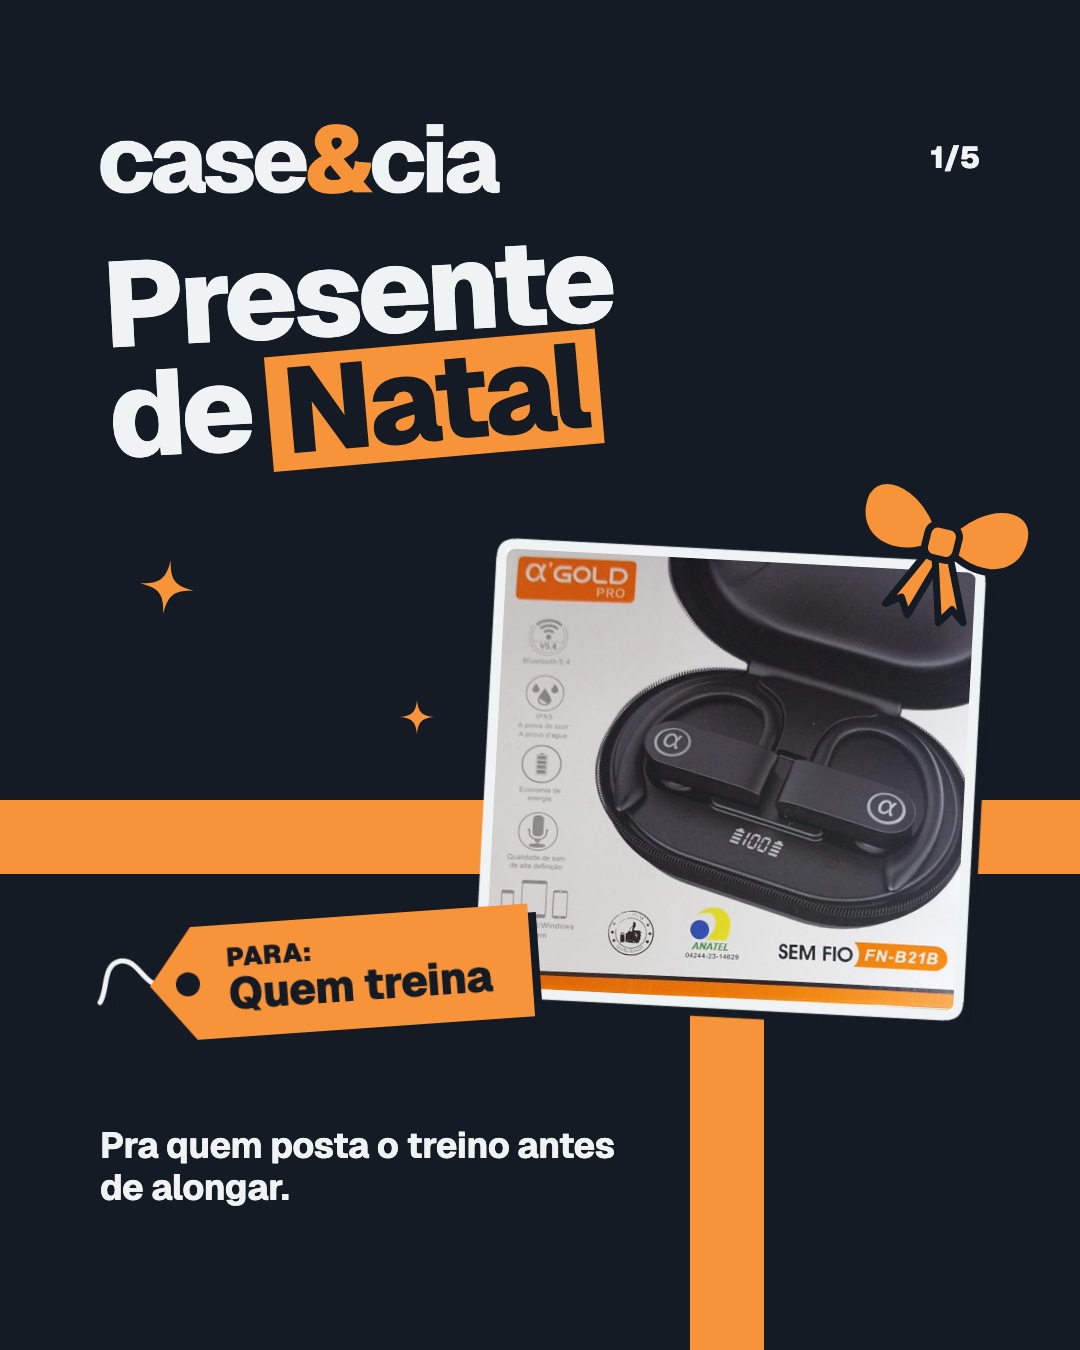 case&cia
1/5
Presente
de Natal
α'GOLD
PRO
V5.4
Bluetooth 5.4
IPX5
A prova de suor
A prova d'agua
Economia de
energia
Qualidade de som
de alta definição
100
ANATEL
04244-23-14629
SEM FIO FN-B21B
PARA:
Quem treina
Pra quem posta o treino antes
de alongar.